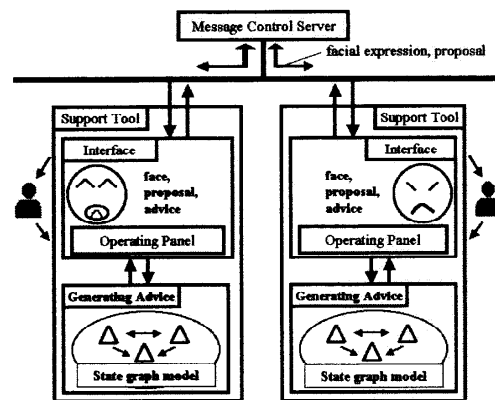 Message Control Server
facial expression, proposal
Support Tool
Interface
face,
proposal,
advice
Operating Panel
Generating Advice
State graph model
Support Tool
Interface
face,
proposal,
advice
Operating Panel
Generating Advice
State graph model